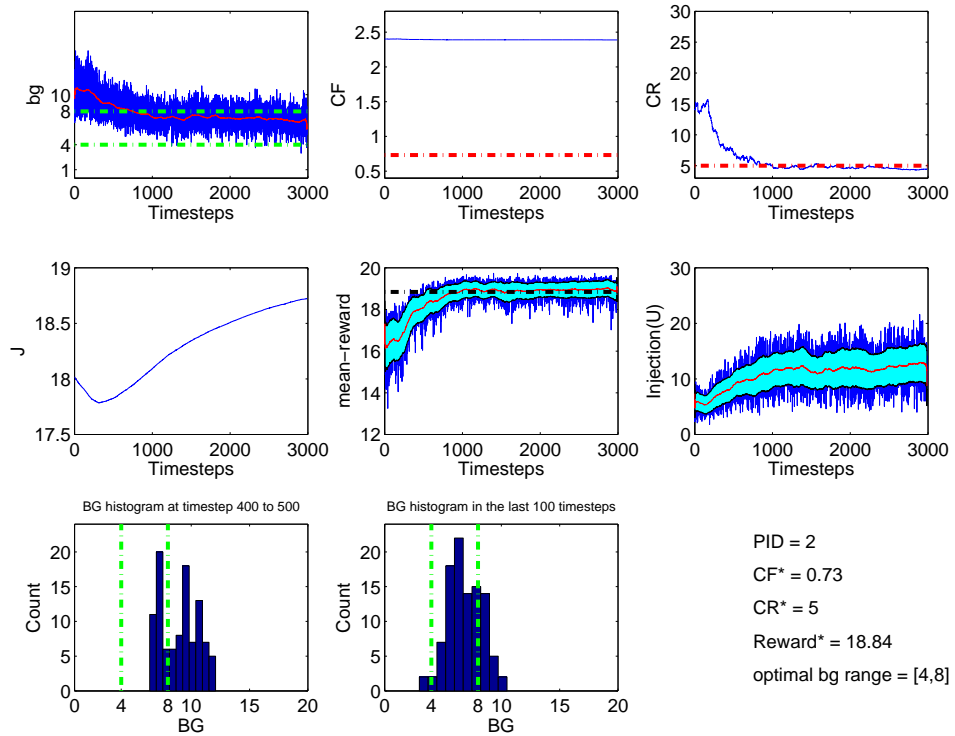 bg
10
8
4
1
0 1000 2000 3000
Timesteps
CF
2.5
2
1.5
1
0.5
0 1000 2000 3000
Timesteps
CR
30
25
20
15
10
5
0 1000 2000 3000
Timesteps
J
19
18.5
18
17.5
0 1000 2000 3000
Timesteps
mean−reward
20
18
16
14
12
0 1000 2000 3000
Timesteps
Injection(U)
30
20
10
0
0 1000 2000 3000
Timesteps
BG histogram at timestep 400 to 500
Count
20
15
10
5
0
0 4 8 10 15 20
BG
BG histogram in the last 100 timesteps
Count
20
15
10
5
0
0 4 8 10 15 20
BG
PID = 2
CF* = 0.73
CR* = 5
Reward* = 18.84
optimal bg range = [4,8]